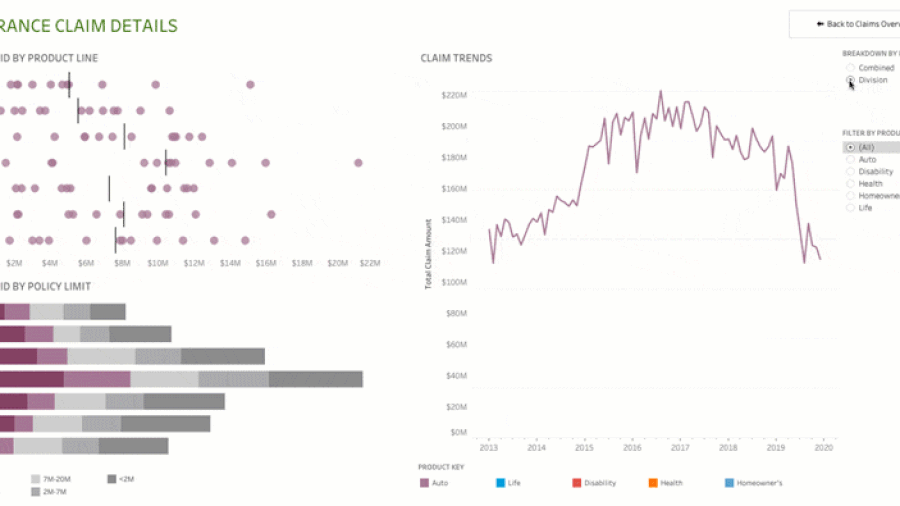 RANCE CLAIM DETAILS
Back to Claims Overv
ID BY PRODUCT LINE
$2M $4M $6M $8M $10M $12M $14M $16M $18M $20M $22M
ID BY POLICY LIMIT
7M-20M <2M
2M-7M
CLAIM TRENDS
Total Claim Amount
$220M
$200M
$180M
$160M
$140M
$120M
$100M
$80M
$60M
$40M
$20M
$0M
2013 2014 2015 2016 2017 2018 2019 2020
PRODUCT KEY
Auto Life Disability Health Homeowner's
BREAKDOWN BY
Combined
Division
FILTER BY PRODU
(All)
Auto
Disability
Health
Homeowne
Life